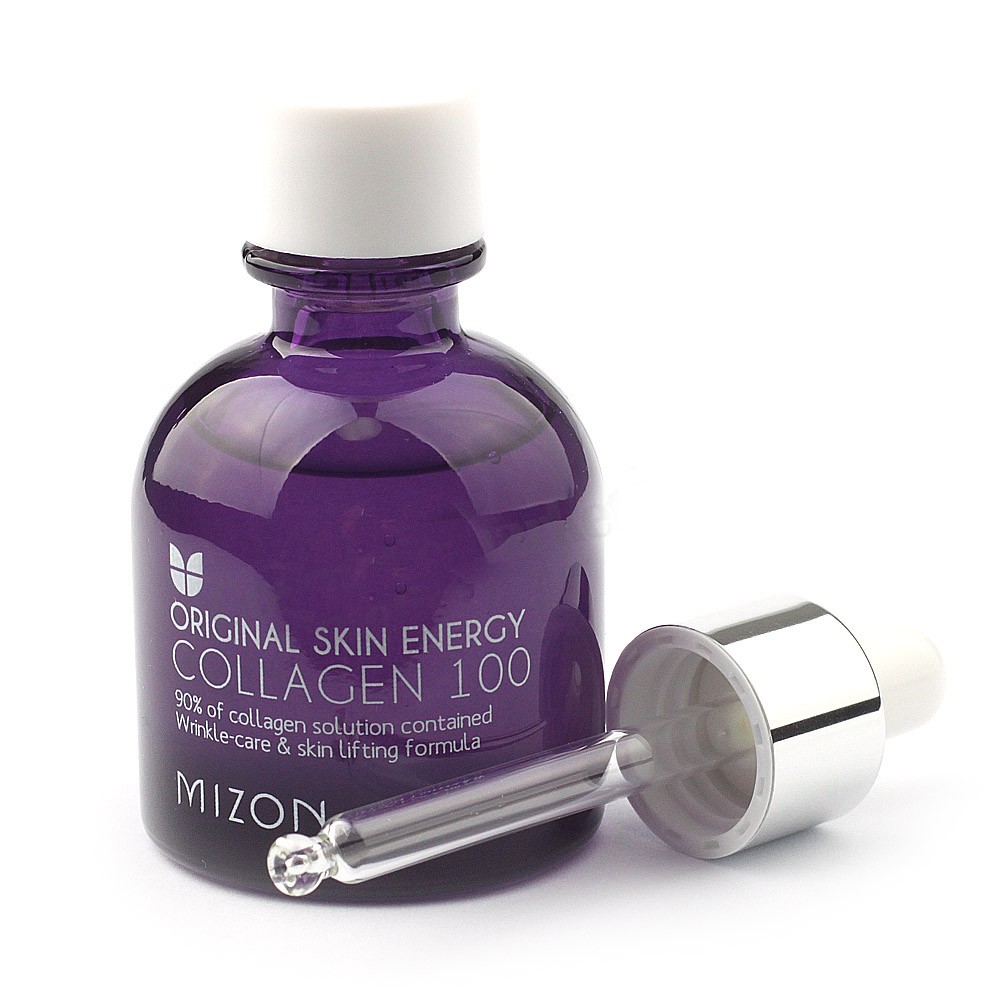 ORIGINAL SKIN ENERGY
COLLAGEN 100
90% of collagen solution contained
Wrinkle-care & skin lifting formula
MIZON